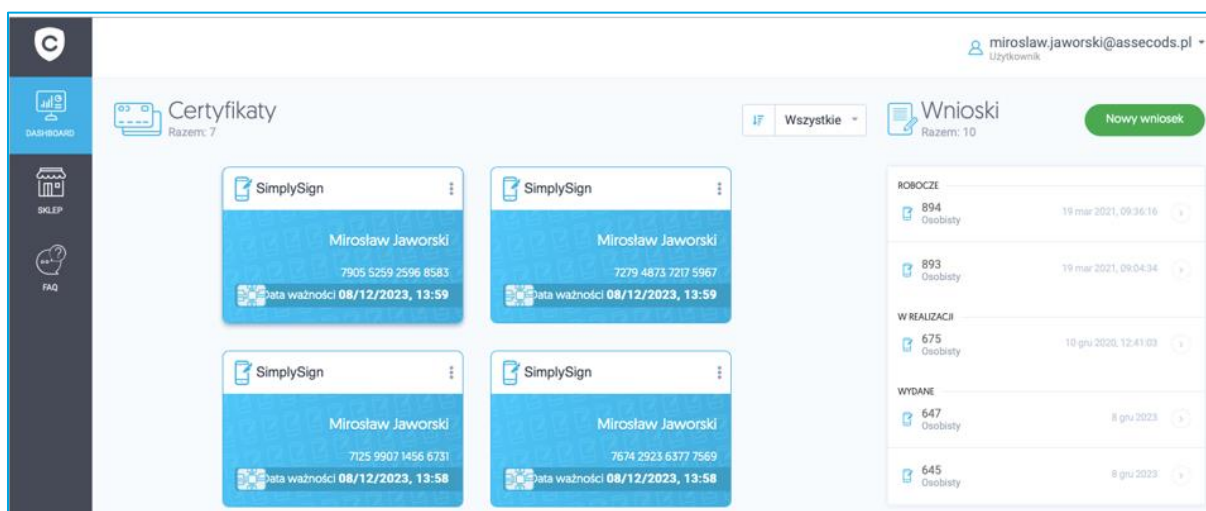 C
miroslaw.jaworski@assecods.pl
Użytkownik
DASHBOARD
SKLEP
FAQ
Certyfikaty
Razem: 7
Wszystkie
SimplySign
Mirosław Jaworski
7905 5259 2596 8583
Data ważności 08/12/2023, 13:59
SimplySign
Mirosław Jaworski
7279 4873 7217 5967
Data ważności 08/12/2023, 13:59
SimplySign
Mirosław Jaworski
7125 9907 1456 6731
Data ważności 08/12/2023, 13:58
SimplySign
Mirosław Jaworski
7674 2923 6377 7569
Data ważności 08/12/2023, 13:58
Wnioski
Razem: 10
Nowy wniosek
ROBOCZE
894
Osobisty
19 mar 2021, 09:36:16
893
Osobisty
19 mar 2021, 09:04:34
W REALIZACJI
675
Osobisty
10 gru 2020, 12:41:03
WYDANE
647
Osobisty
8 gru 2023
645
Osobisty
8 gru 2023